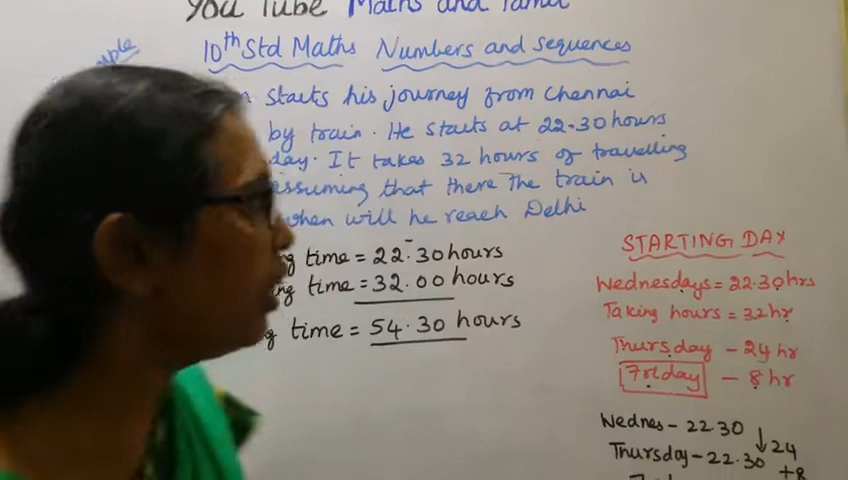 YOU Tube Maths and Tamil
10th Std Maths Numbers and sequences
starts his journey from Chennai
by train. He starts at 22.30 hours
day. It takes 32 hours of travelling
assuming that there The train is
when will he reach Delhi
time = 22.30 hours
time = 32.00 hours
time = 54.30 hours
STARTING DAY
Wednesdays = 22.30 hrs
Taking hours = 32 hr
Thursday - 24 hr
Friday - 8 hr
Wednes - 22.30
Thursday - 22.30
24
+8